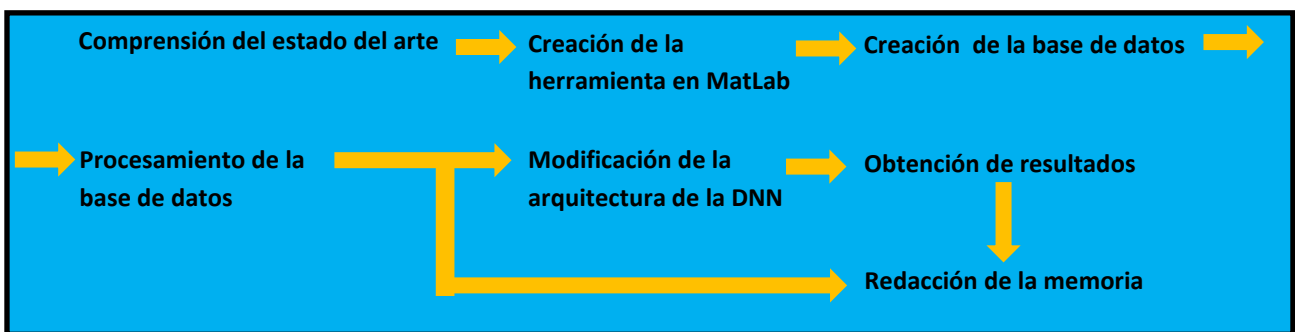 Comprensión del estado del arte
Creación de la
herramienta en MatLab
Creación de la base de datos
Procesamiento de la
base de datos
Modificación de la
arquitectura de la DNN
Obtención de resultados
Redacción de la memoria